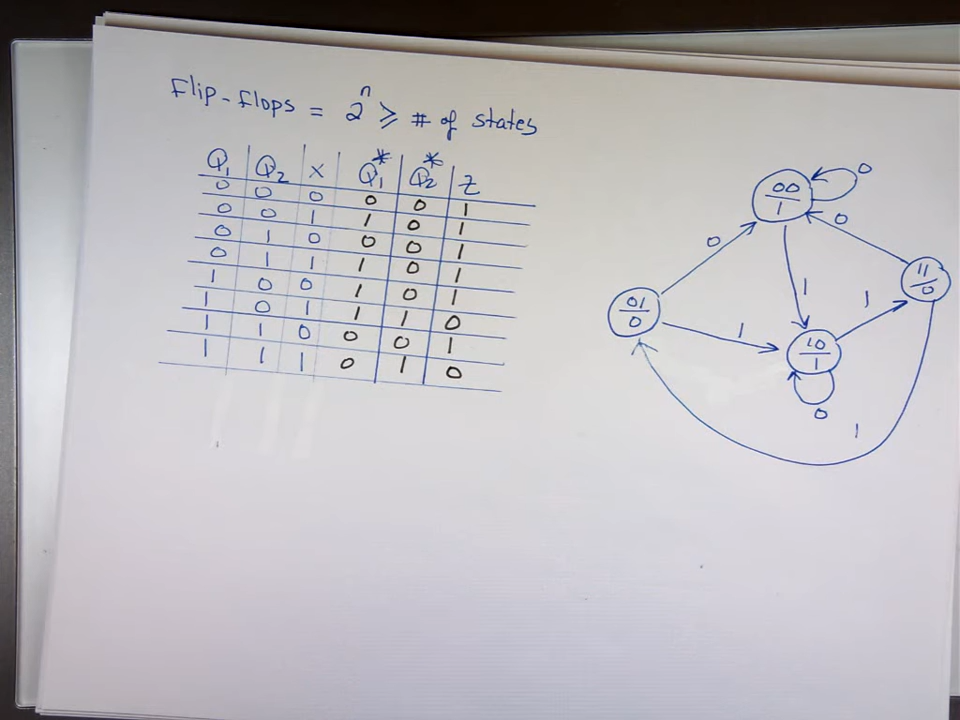 Flip-Flops = 2^n ≥ # of states
Q1 Q2 x Q1* Q2* Z
0 0 0 0 0 1
0 0 1 1 0 1
0 1 0 0 0 1
0 1 1 1 0 1
1 0 0 1 0 1
1 0 1 1 1 0
1 1 0 0 0 1
1 1 1 0 1 0
0
00
1
0
0
11
0
1
1
01
0
1
10
1
0
1